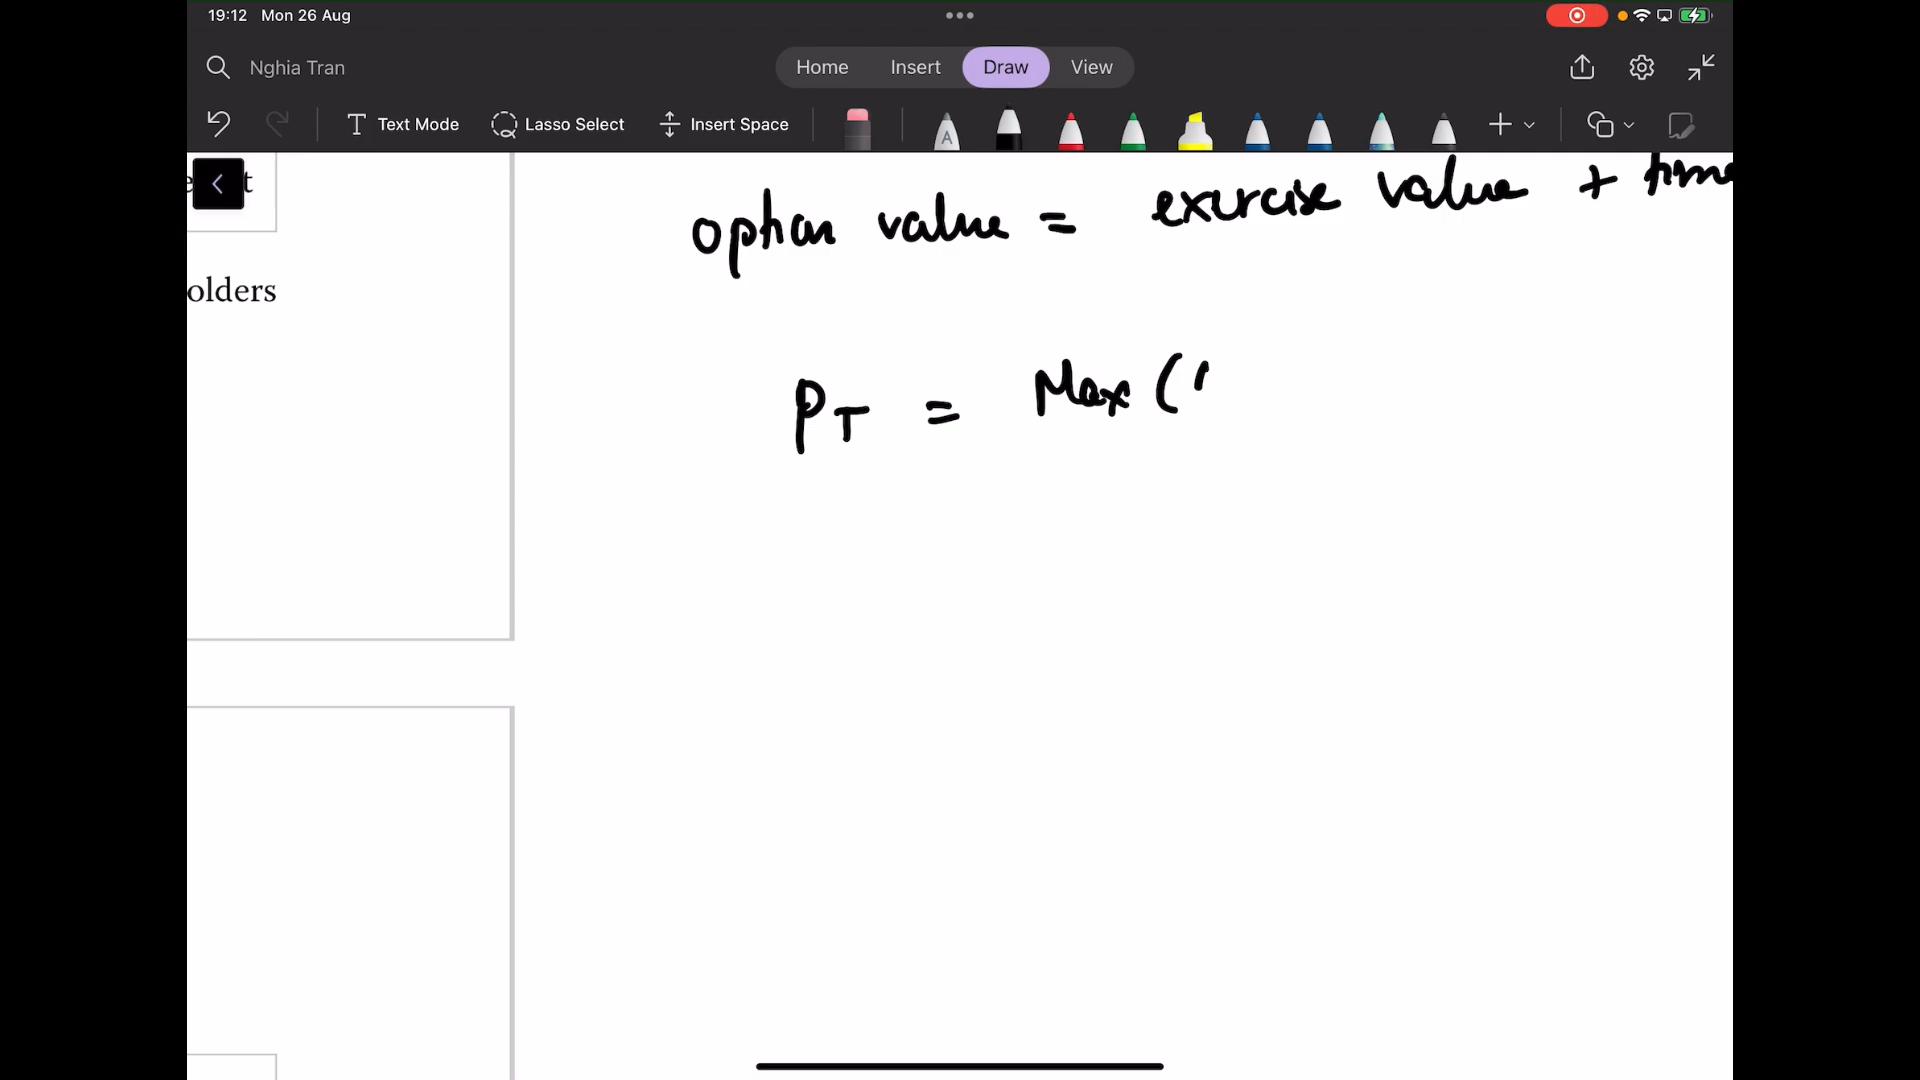 19:12 Mon 26 Aug
Nghia Tran
Home Insert Draw View
Text Mode Lasso Select Insert Space
A
option value = exercise value + time
olders
PT = Max (